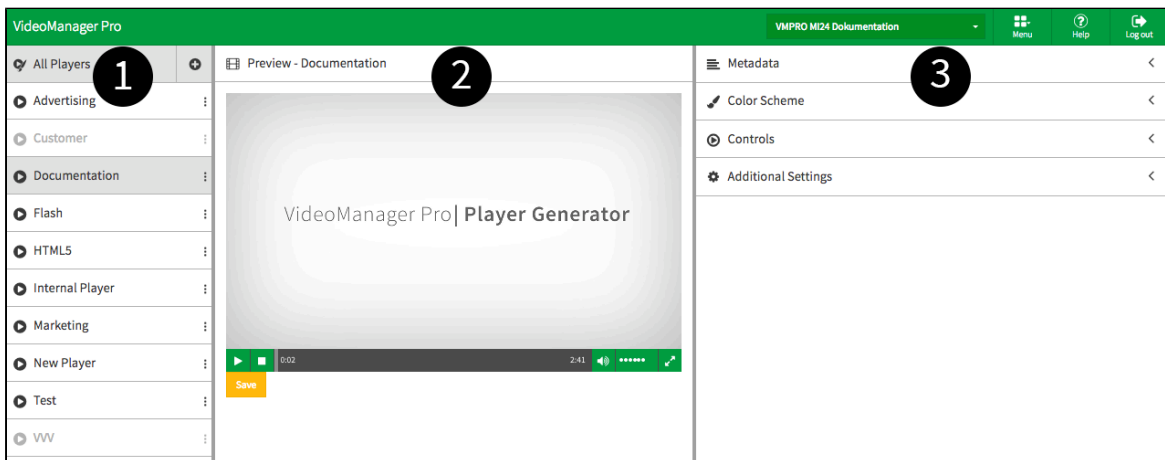 VideoManager Pro
VMPRO MI24 Dokumentation
Menu
Help
Log out
All Players
1
Advertising
Customer
Documentation
Flash
HTML5
Internal Player
Marketing
New Player
Test
VVV
Preview - Documentation
2
VideoManager Pro| Player Generator
0:02
2:41
Save
Metadata
3
Color Scheme
Controls
Additional Settings